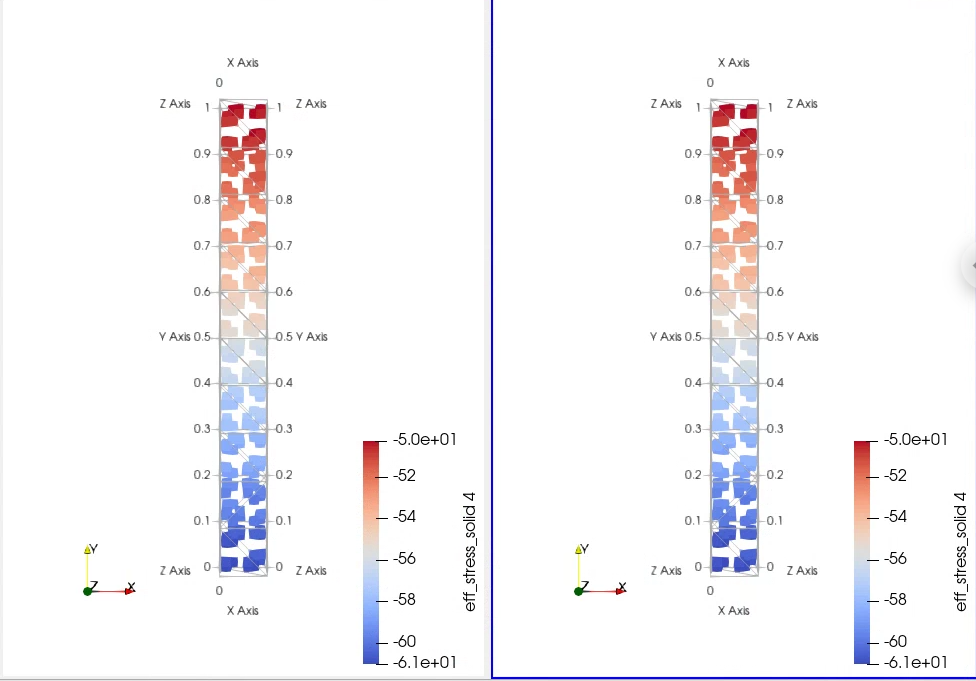 X Axis
0
Z Axis 1 1 Z Axis
0.9 0.9
0.8 0.8
0.7 0.7
0.6 0.6
Y Axis 0.5 0.5 Y Axis
0.4 0.4
0.3 0.3
0.2 0.2
0.1 0.1
Z Axis 0 0 Z Axis
0
X Axis
Y
Z X
-5.0e+01
-52
-54
-56
-58
-60
-6.1e+01
eff_stress_solid 4
X Axis
0
Z Axis 1 1 Z Axis
0.9 0.9
0.8 0.8
0.7 0.7
0.6 0.6
Y Axis 0.5 0.5 Y Axis
0.4 0.4
0.3 0.3
0.2 0.2
0.1 0.1
Z Axis 0 0 Z Axis
0
X Axis
Y
Z X
-5.0e+01
-52
-54
-56
-58
-60
-6.1e+01
eff_stress_solid 4